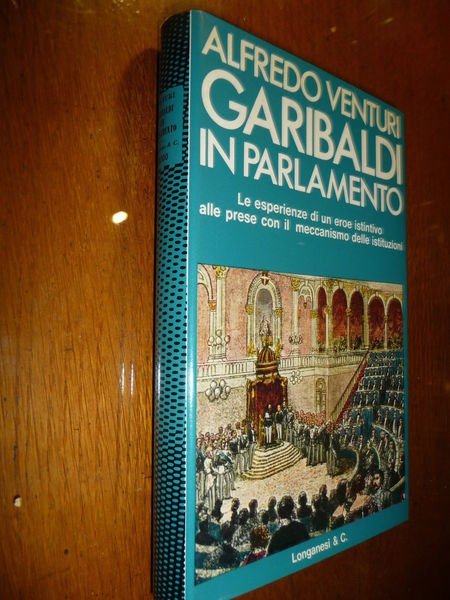 ALFREDO VENTURI
GARIBALDI
IN PARLAMENTO
Le esperienze di un eroe istintivo
alle prese con il meccanismo delle istituzioni
Longanesi & C.